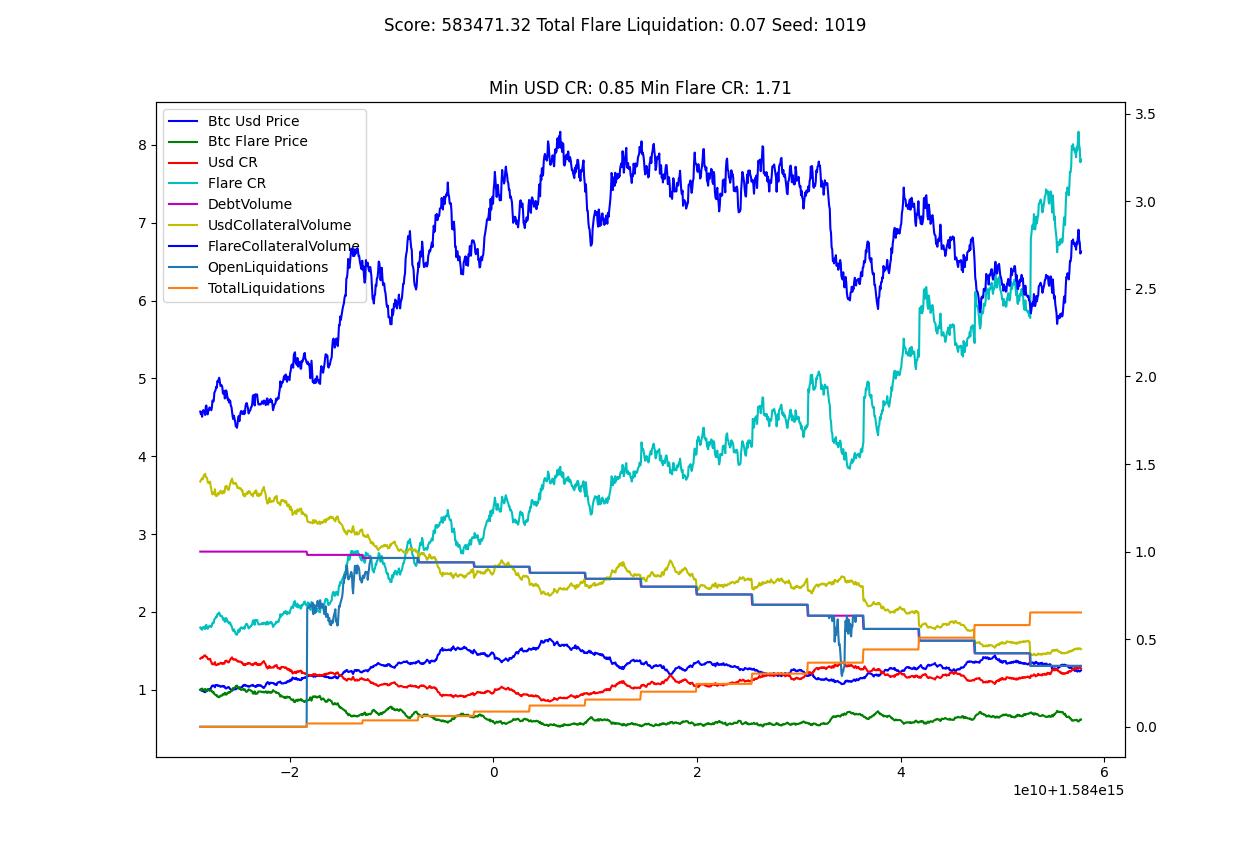 Score: 583471.32 Total Flare Liquidation: 0.07 Seed: 1019
Min USD CR: 0.85 Min Flare CR: 1.71
Btc Usd Price
Btc Flare Price
Usd CR
Flare CR
DebtVolume
UsdCollateralVolume
FlareCollateralVolume
OpenLiquidations
TotalLiquidations
8
7
6
5
4
3
2
1
3.5
3.0
2.5
2.0
1.5
1.0
0.5
0.0
−2 0 2 4 6
1e10+1.584e15